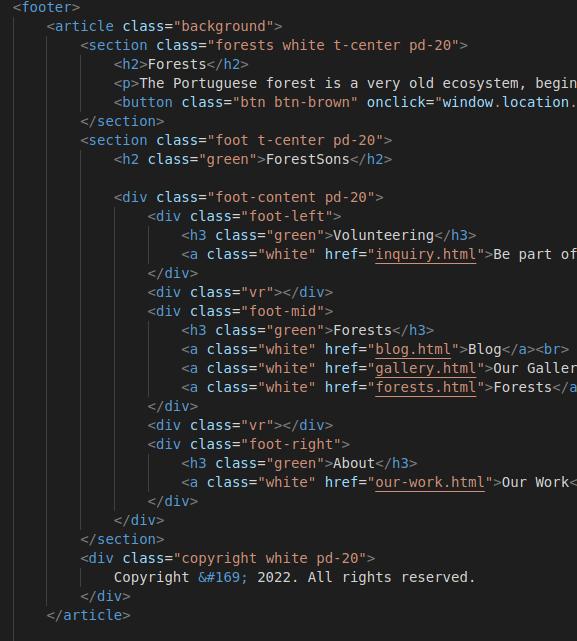 <footer>
<article class="background">
<section class="forests white t-center pd-20">
<h2>Forests</h2>
<p>The Portuguese forest is a very old ecosystem, begin
<button class="btn btn-brown" onclick="window.location.
</section>
<section class="foot t-center pd-20">
<h2 class="green">ForestSons</h2>
<div class="foot-content pd-20">
<div class="foot-left">
<h3 class="green">Volunteering</h3>
<a class="white" href="inquiry.html">Be part of
</div>
<div class="vr"></div>
<div class="foot-mid">
<h3 class="green">Forests</h3>
<a class="white" href="blog.html">Blog</a><br>
<a class="white" href="gallery.html">Our Galler
<a class="white" href="forests.html">Forests</a
</div>
<div class="vr"></div>
<div class="foot-right">
<h3 class="green">About</h3>
<a class="white" href="our-work.html">Our Work<
</div>
</div>
</section>
<div class="copyright white pd-20">
Copyright &#169; 2022. All rights reserved.
</div>
</article>